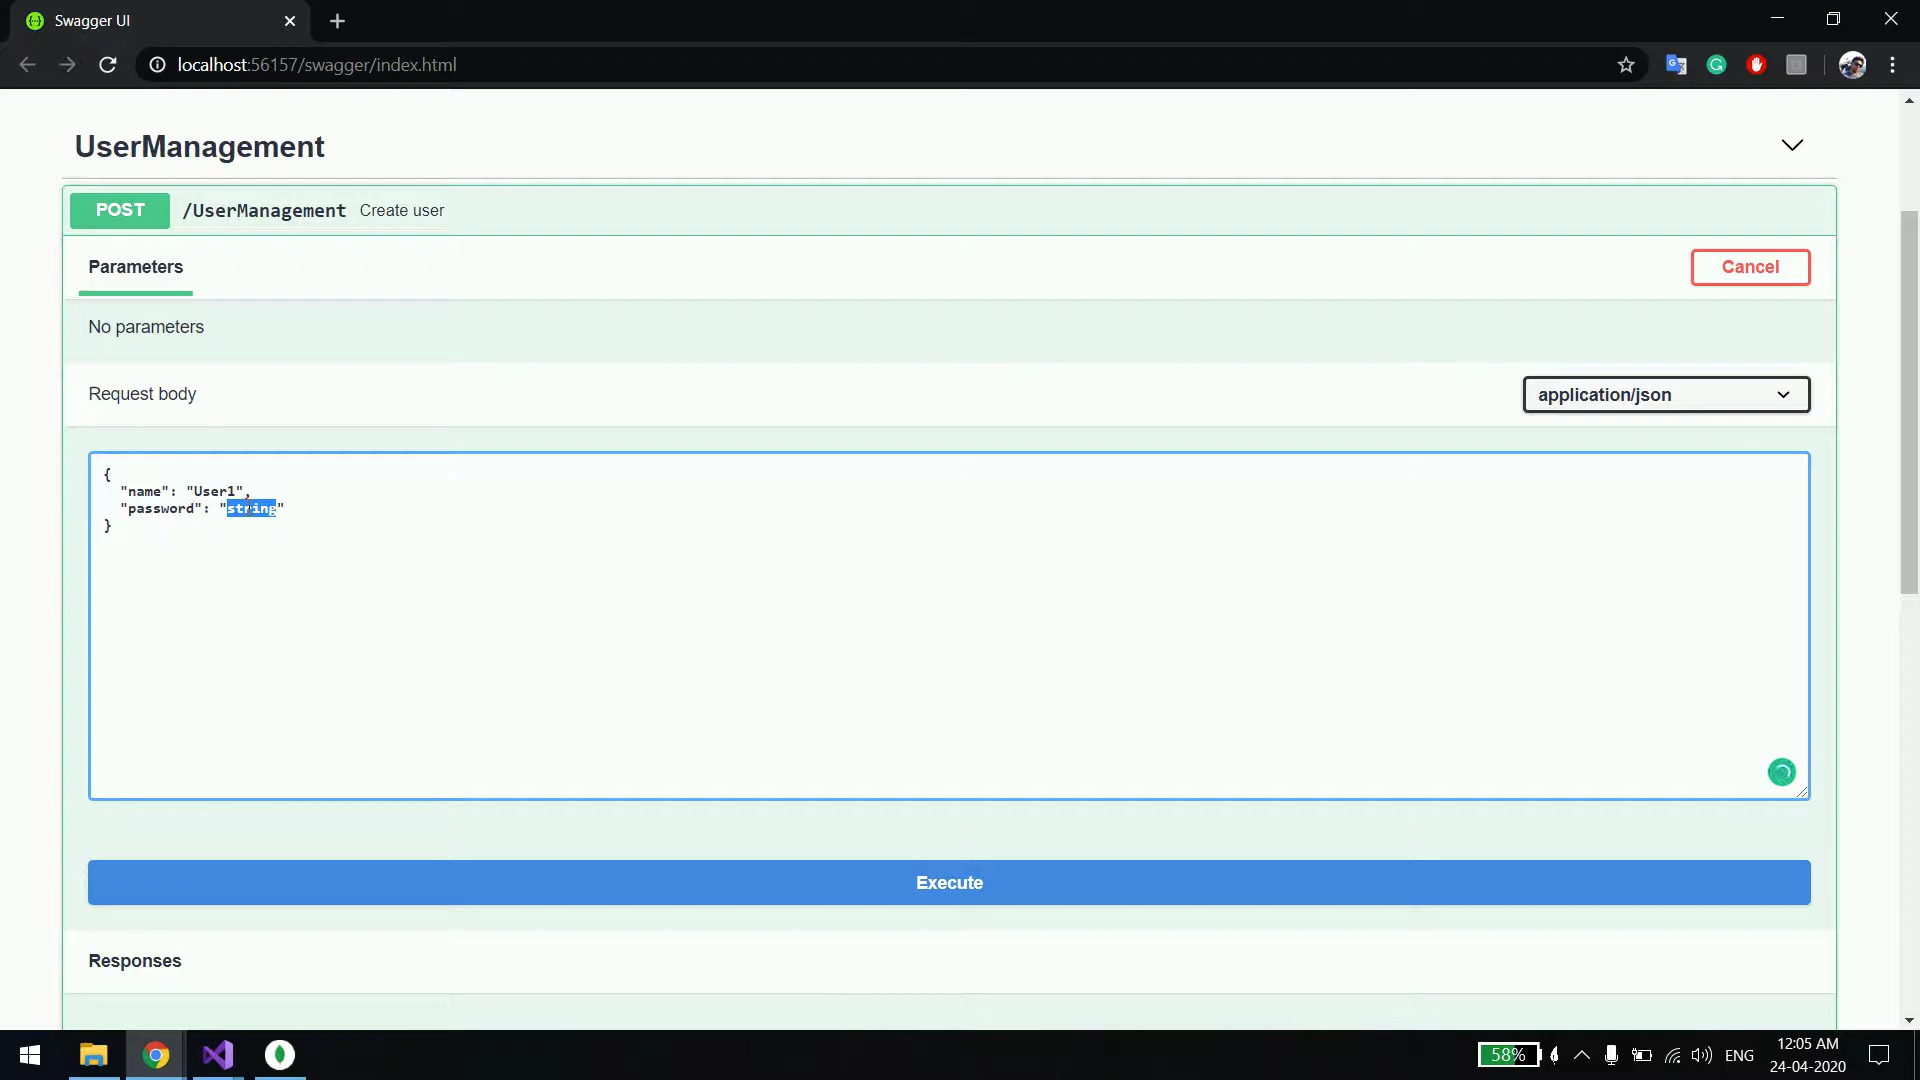 Swagger UI
localhost:56157/swagger/index.html
UserManagement
POST /UserManagement Create user
Parameters
Cancel
No parameters
Request body
application/json
{
"name": "User1",
"password": "string"
}
Execute
Responses
58%
ENG
12:05 AM
24-04-2020